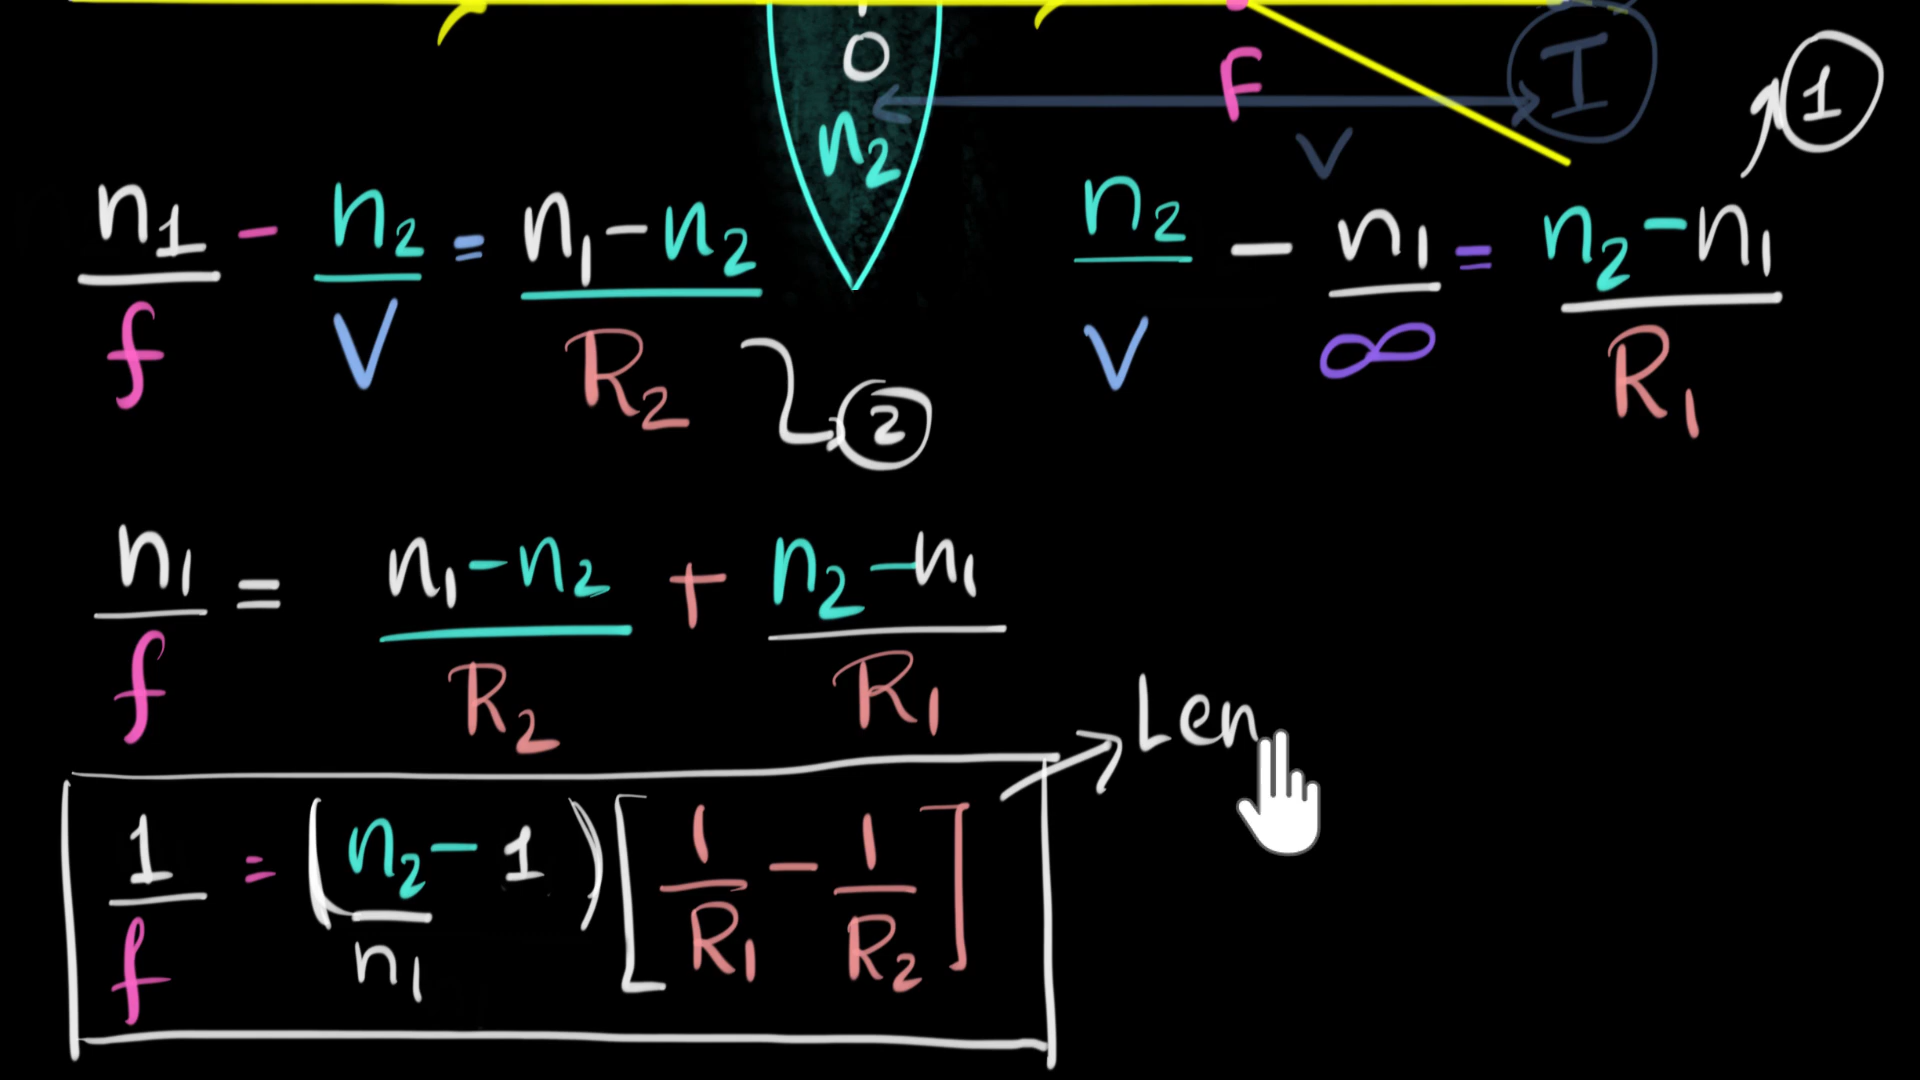 O
n₂
F
I
V
1
n₁/f - n₂/V = (n₁-n₂)/R₂
2
n₂/V - n₁/∞ = (n₂-n₁)/R₁
n₁/f = (n₁-n₂)/R₂ + (n₂-n₁)/R₁
Len
1/f = (n₂/n₁ - 1)[1/R₁ - 1/R₂]